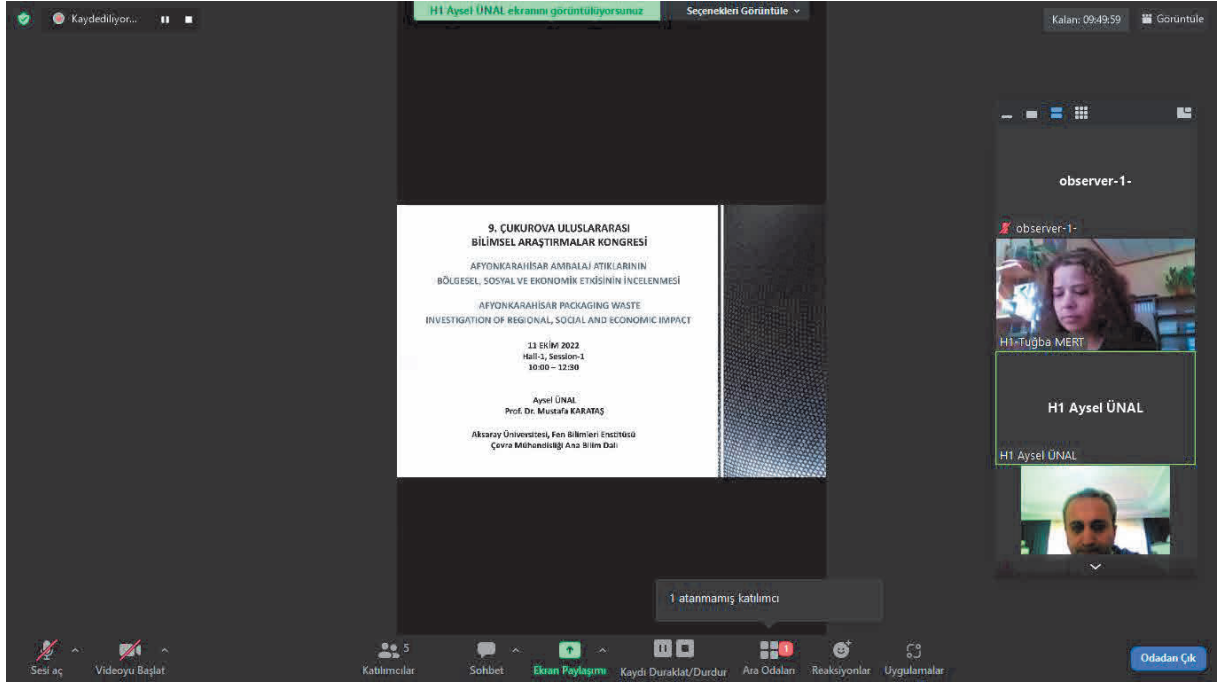 Kaydediliyor...
H1 Aysel ÜNAL ekranını görüntülüyorsunuz
Seçenekleri Görüntüle
Kalan: 09:49:59
Görüntüle
observer-1-
observer-1-
H1-Tuğba MERT
H1 Aysel ÜNAL
H1 Aysel ÜNAL
9. ÇUKUROVA ULUSLARARASI
BİLİMSEL ARAŞTIRMALAR KONGRESİ
AFYONKARAHİSAR AMBALAJ ATIKLARININ
BÖLGESEL, SOSYAL VE EKONOMİK ETKİSİNİN İNCELENMESİ
AFYONKARAHİSAR PACKAGING WASTE
INVESTIGATION OF REGIONAL, SOCIAL AND ECONOMIC IMPACT
11 EKİM 2022
Hall-1, Session-1
10:00 – 12:30
Aysel ÜNAL
Prof. Dr. Mustafa KARATAŞ
Aksaray Üniversitesi, Fen Bilimleri Enstitüsü
Çevre Mühendisliği Ana Bilim Dalı
1 atanmamış katılımcı
Sesi aç
Videoyu Başlat
5
Katılımcılar
Sohbet
Ekran Paylaşımı
Kaydı Duraklat/Durdur
1
Ara Odaları
Reaksiyonlar
Uygulamalar
Odadan Çık